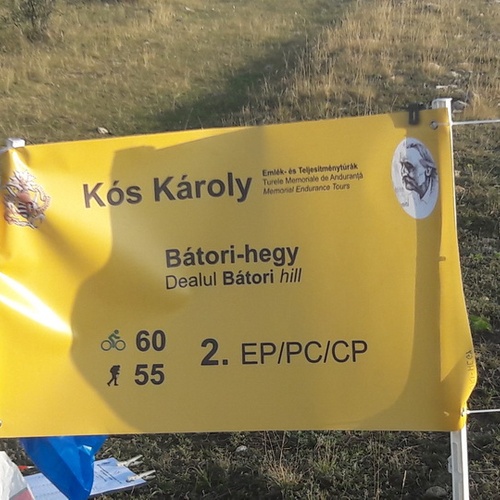 Kós Károly
Emlék- és Teljesítménytúrák
Turele Memoriale de Anduranță
Memorial Endurance Tours
Bátori-hegy
Dealul Bátori hill
60
55
2. EP/PC/CP